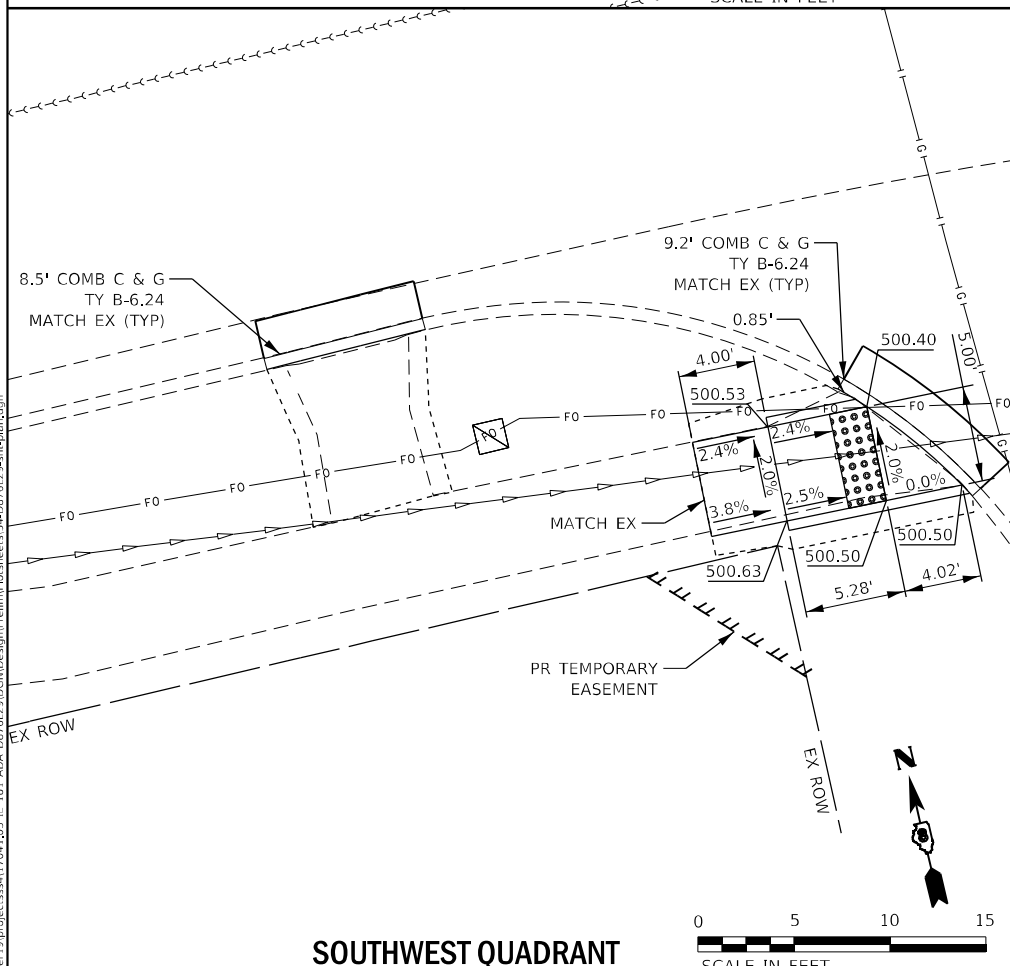 SCALE IN FEET
8.5' COMB C & G
TY B-6.24
MATCH EX (TYP)
9.2' COMB C & G
TY B-6.24
MATCH EX (TYP)
0.85'
500.40
5.00'
4.00'
500.53
2.4%
2.4%
2.0%
2.0%
3.8%
2.5%
0.0%
MATCH EX
500.63
500.50
500.50
5.28'
4.02'
FO
FO
FO
FO
FO
FO
FO
FO
FO
FO
FO
G
G
G
PR TEMPORARY
EASEMENT
EX ROW
EX ROW
N
0 5 10 15
SCALE IN FEET
SOUTHWEST QUADRANT